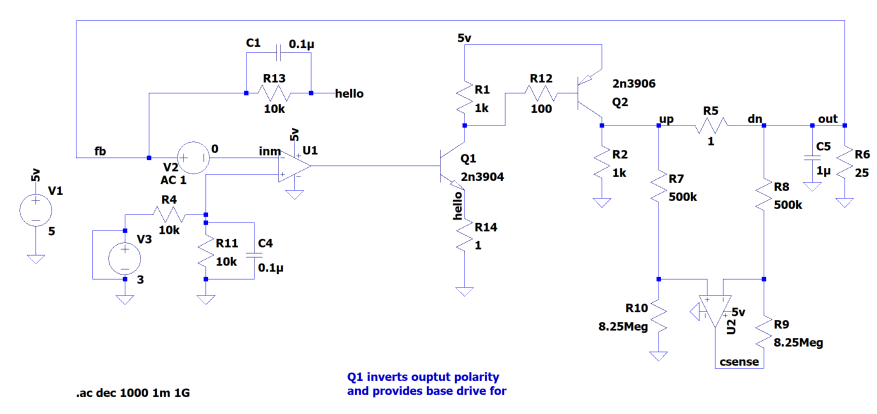 C1
0.1µ
R13
10k
hello
5v
R1
1k
R12
100
2n3906
Q2
up
R5
1
dn
out
fb
V2
AC 1
0
inm
5v
U1
Q1
2n3904
hello
R14
1
R2
1k
R7
500k
R8
500k
C5
1µ
R6
25
5v
V1
5
R4
10k
V3
3
R11
10k
C4
0.1µ
R10
8.25Meg
5v
U2
R9
8.25Meg
csense
.ac dec 1000 1m 1G
Q1 inverts ouptut polarity
and provides base drive for